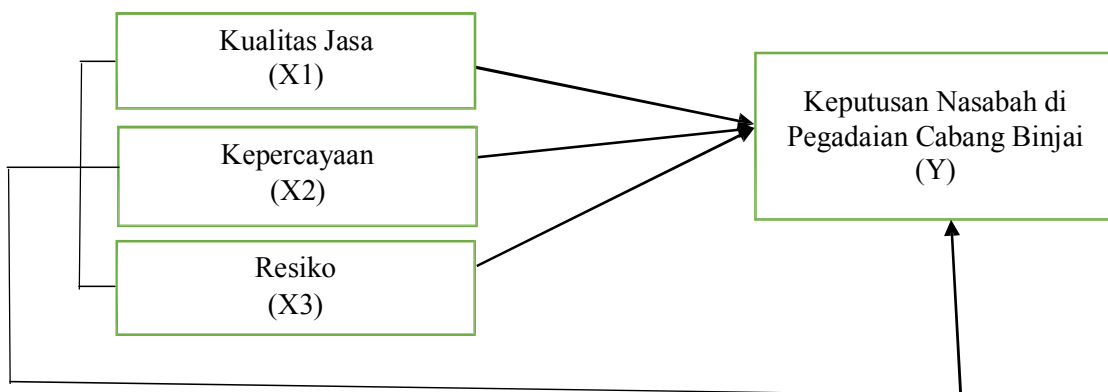 Kualitas Jasa
(X1)
Kepercayaan
(X2)
Resiko
(X3)
Keputusan Nasabah di
Pegadaian Cabang Binjai
(Y)